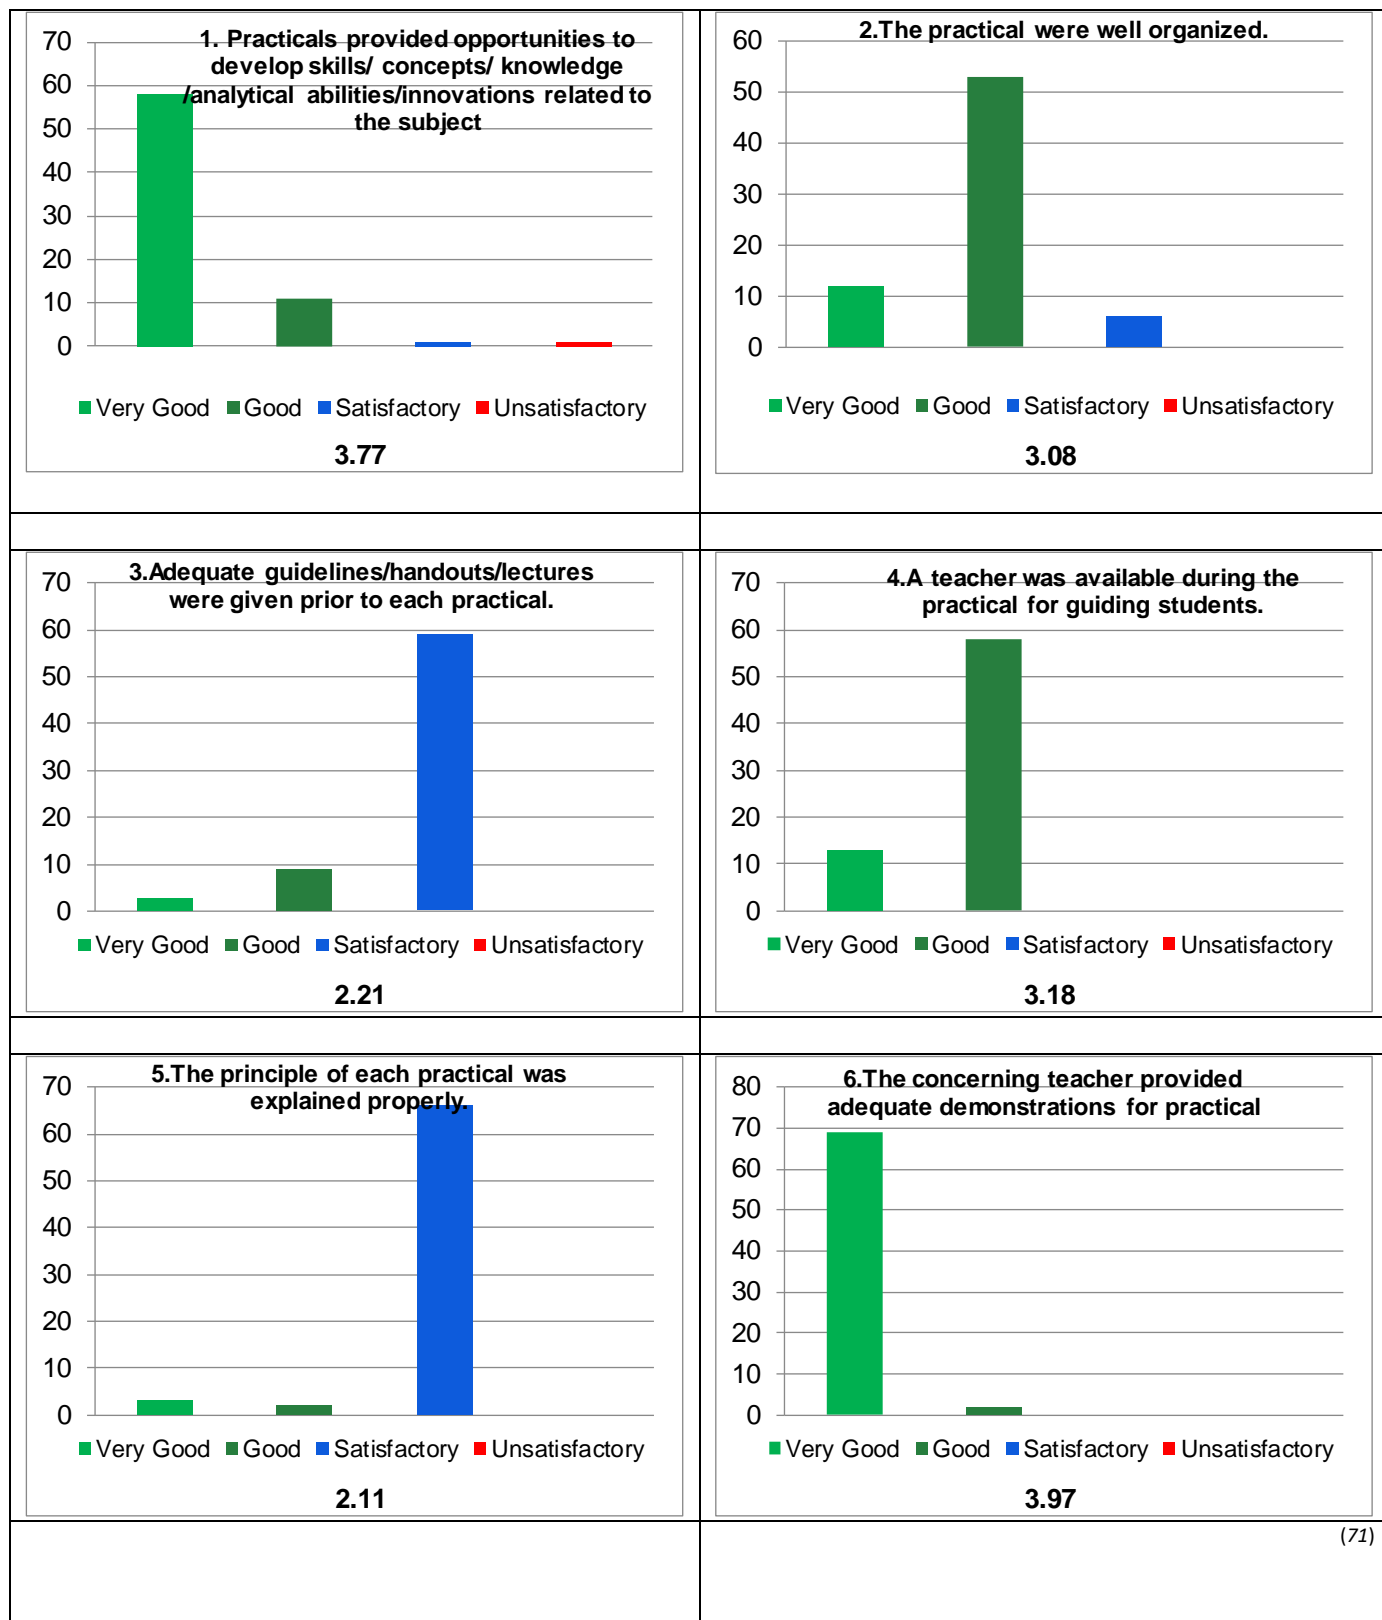 1. Practicals provided opportunities to
develop skills/ concepts/ knowledge
/analytical abilities/innovations related to
the subject
70
60
50
40
30
20
10
0
Very Good Good Satisfactory Unsatisfactory
3.77
2.The practical were well organized.
60
50
40
30
20
10
0
Very Good Good Satisfactory Unsatisfactory
3.08
3.Adequate guidelines/handouts/lectures
were given prior to each practical.
70
60
50
40
30
20
10
0
Very Good Good Satisfactory Unsatisfactory
2.21
4.A teacher was available during the
practical for guiding students.
70
60
50
40
30
20
10
0
Very Good Good Satisfactory Unsatisfactory
3.18
5.The principle of each practical was
explained properly.
70
60
50
40
30
20
10
0
Very Good Good Satisfactory Unsatisfactory
2.11
6.The concerning teacher provided
adequate demonstrations for practical
80
70
60
50
40
30
20
10
0
Very Good Good Satisfactory Unsatisfactory
3.97
(71)